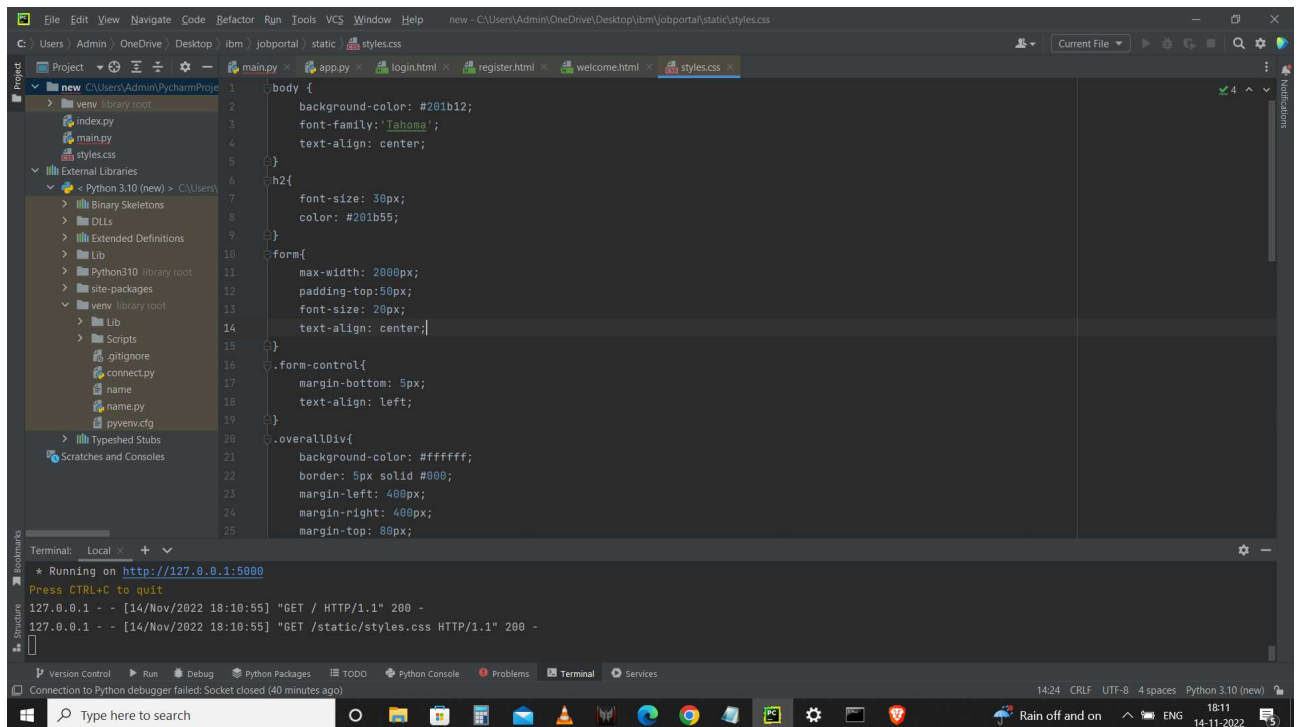 File Edit View Navigate Code Refactor Run Tools VCS Window Help new - C:\Users\Admin\OneDrive\Desktop\ibm\jobportal\static\styles.css
C: Users Admin OneDrive Desktop ibm jobportal static styles.css Current File
Project main.py app.py login.html register.html welcome.html styles.css
Project
new C:\Users\Admin\PycharmProje
venv library root
index.py
main.py
styles.css
External Libraries
< Python 3.10 (new) > C:\Users\
Binary Skeletons
DLLs
Extended Definitions
Lib
Python310 library root
site-packages
venv library root
Lib
Scripts
.gitignore
connect.py
name
name.py
pyvenv.cfg
Typeshed Stubs
Scratches and Consoles
1 body {
2 background-color: #201b12;
3 font-family:'Tahoma';
4 text-align: center;
5 }
6 h2{
7 font-size: 30px;
8 color: #201b55;
9 }
10 form{
11 max-width: 2000px;
12 padding-top:50px;
13 font-size: 20px;
14 text-align: center;
15 }
16 .form-control{
17 margin-bottom: 5px;
18 text-align: left;
19 }
20 .overallDiv{
21 background-color: #ffffff;
22 border: 5px solid #000;
23 margin-left: 400px;
24 margin-right: 400px;
25 margin-top: 80px;
4
Notifications
Bookmarks
Structure
Terminal: Local
* Running on http://127.0.0.1:5000
Press CTRL+C to quit
127.0.0.1 - - [14/Nov/2022 18:10:55] "GET / HTTP/1.1" 200 -
127.0.0.1 - - [14/Nov/2022 18:10:55] "GET /static/styles.css HTTP/1.1" 200 -
Version Control Run Debug Python Packages TODO Python Console Problems Terminal Services
Connection to Python debugger failed: Socket closed (40 minutes ago) 14:24 CRLF UTF-8 4 spaces Python 3.10 (new)
Type here to search Rain off and on ENG 18:11
14-11-2022 5